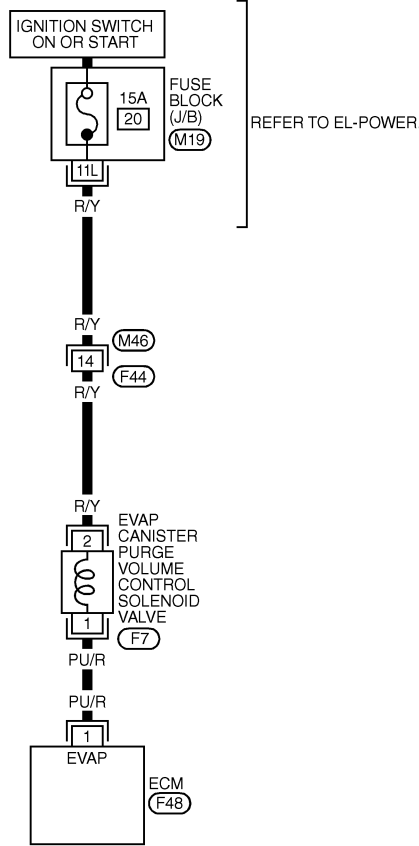 IGNITION SWITCH
ON OR START
FUSE
BLOCK
(J/B)
15A
20
M19
REFER TO EL-POWER
11L
R/Y
R/Y
M46
14
F44
R/Y
R/Y
2
EVAP
CANISTER
PURGE
VOLUME
CONTROL
SOLENOID
VALVE
1
F7
PU/R
PU/R
1
EVAP
ECM
F48